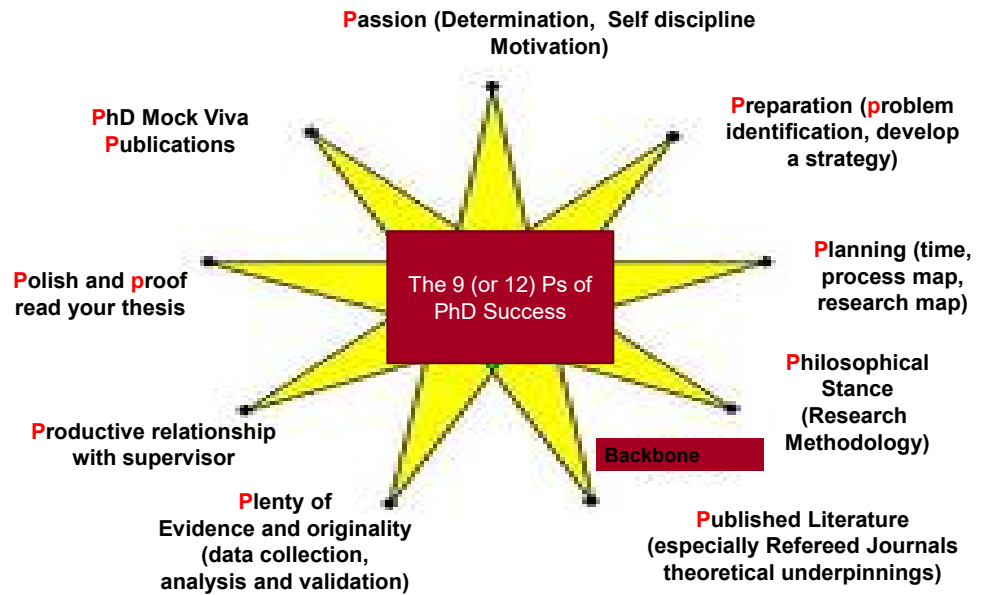 Passion (Determination, Self discipline
Motivation)
Preparation (problem
identification, develop
a strategy)
Planning (time,
process map,
research map)
Philosophical
Stance
(Research
Methodology)
Backbone
Published Literature
(especially Refereed Journals
theoretical underpinnings)
Plenty of
Evidence and originality
(data collection,
analysis and validation)
Productive relationship
with supervisor
Polish and proof
read your thesis
PhD Mock Viva
Publications
The 9 (or 12) Ps of
PhD Success